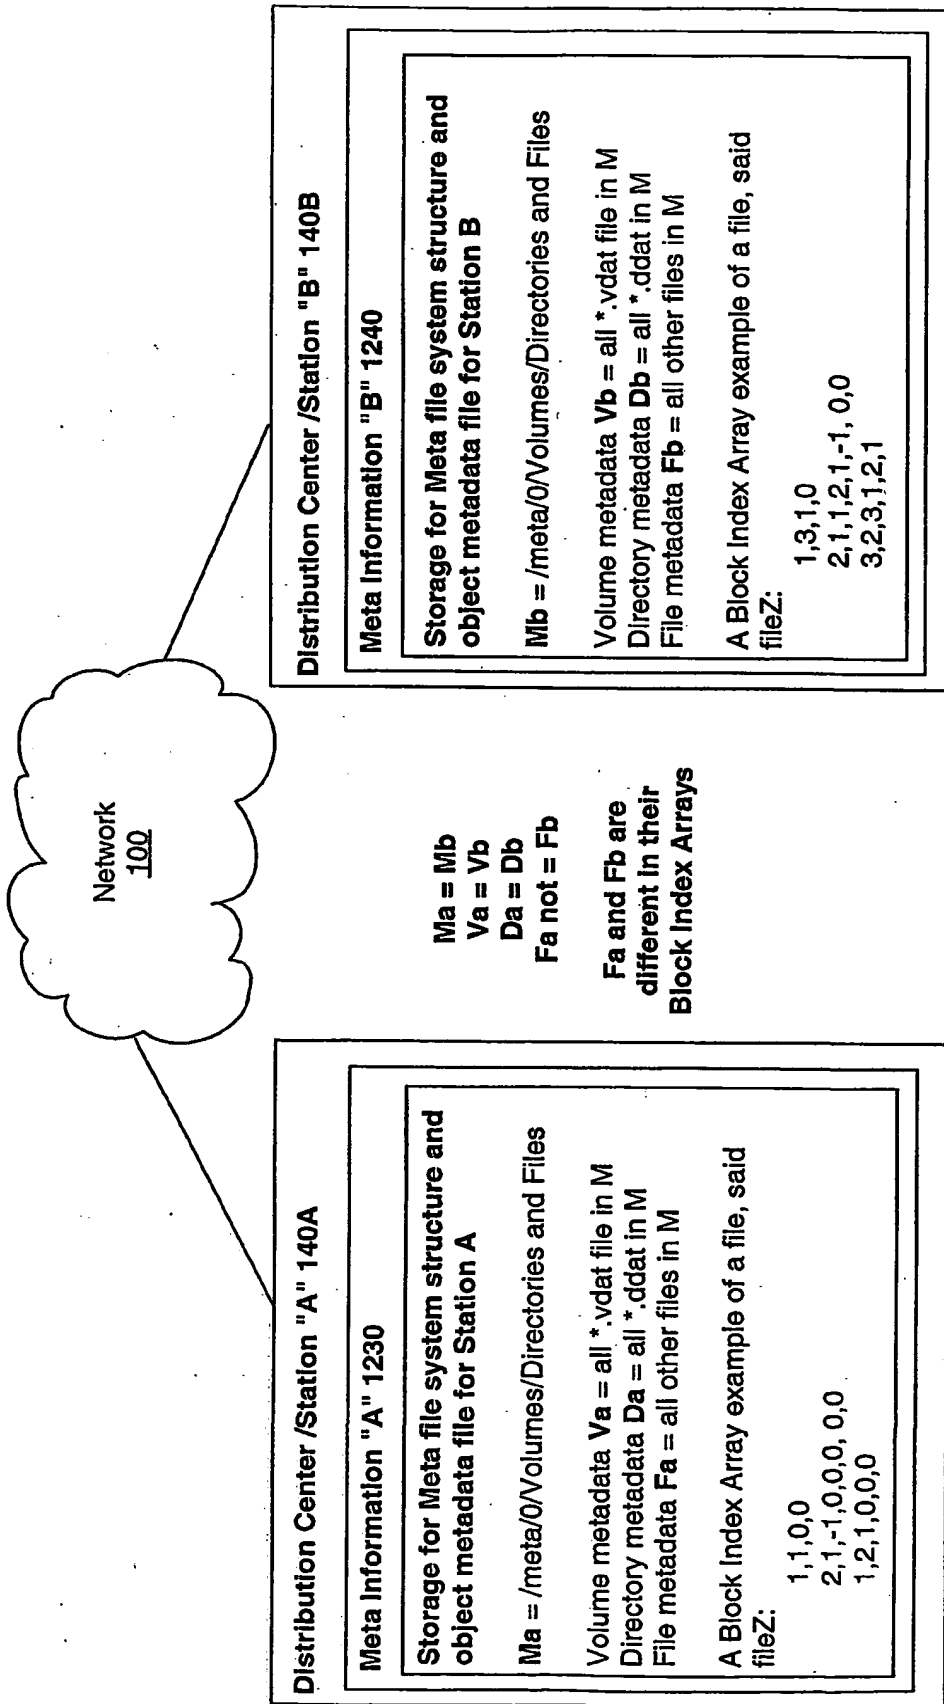 Network
100
Distribution Center /Station "A" 140A
Meta Information "A" 1230
Storage for Meta file system structure and
object metadata file for Station A
Ma = /meta/0/Volumes/Directories and Files
Volume metadata Va = all *.vdat file in M
Directory metadata Da = all *.ddat in M
File metadata Fa = all other files in M
A Block Index Array example of a file, said
fileZ:
1,1,0,0
2,1,-1,0,0,0, 0,0
1,2,1,0,0,0
Ma = Mb
Va = Vb
Da = Db
Fa not = Fb
Fa and Fb are
different in their
Block Index Arrays
Distribution Center /Station "B" 140B
Meta Information "B" 1240
Storage for Meta file system structure and
object metadata file for Station B
Mb = /meta/0/Volumes/Directories and Files
Volume metadata Vb = all *.vdat file in M
Directory metadata Db = all *.ddat in M
File metadata Fb = all other files in M
A Block Index Array example of a file, said
fileZ:
1,3,1,0
2,1,1,2,1,-1, 0,0
3,2,3,1,2,1